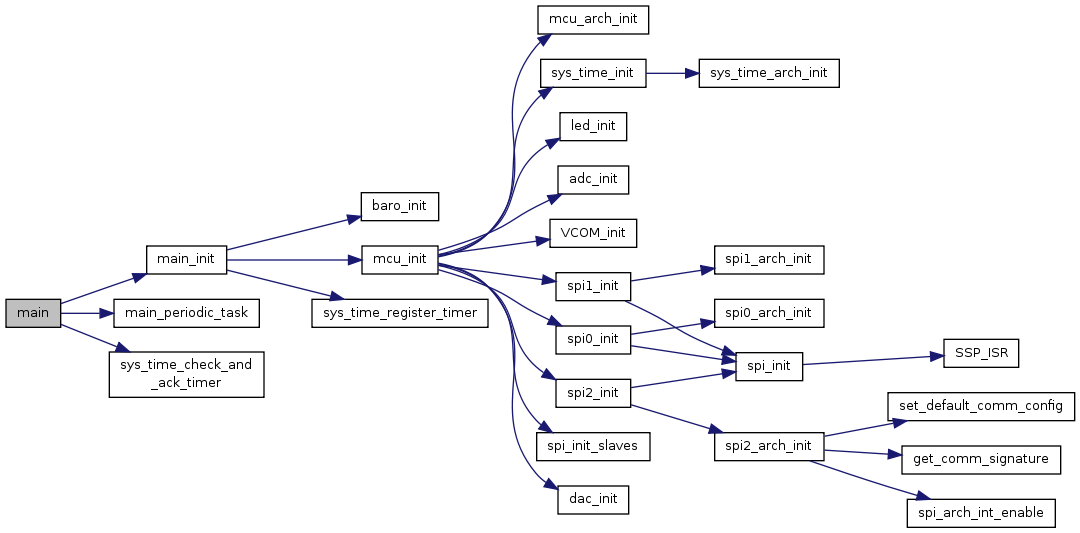 main
main_init
main_periodic_task
sys_time_check_and
_ack_timer
baro_init
mcu_init
sys_time_register_timer
mcu_arch_init
sys_time_init
led_init
adc_init
VCOM_init
spi1_init
spi0_init
spi2_init
spi_init_slaves
dac_init
sys_time_arch_init
spi1_arch_init
spi0_arch_init
spi_init
spi2_arch_init
SSP_ISR
set_default_comm_config
get_comm_signature
spi_arch_int_enable